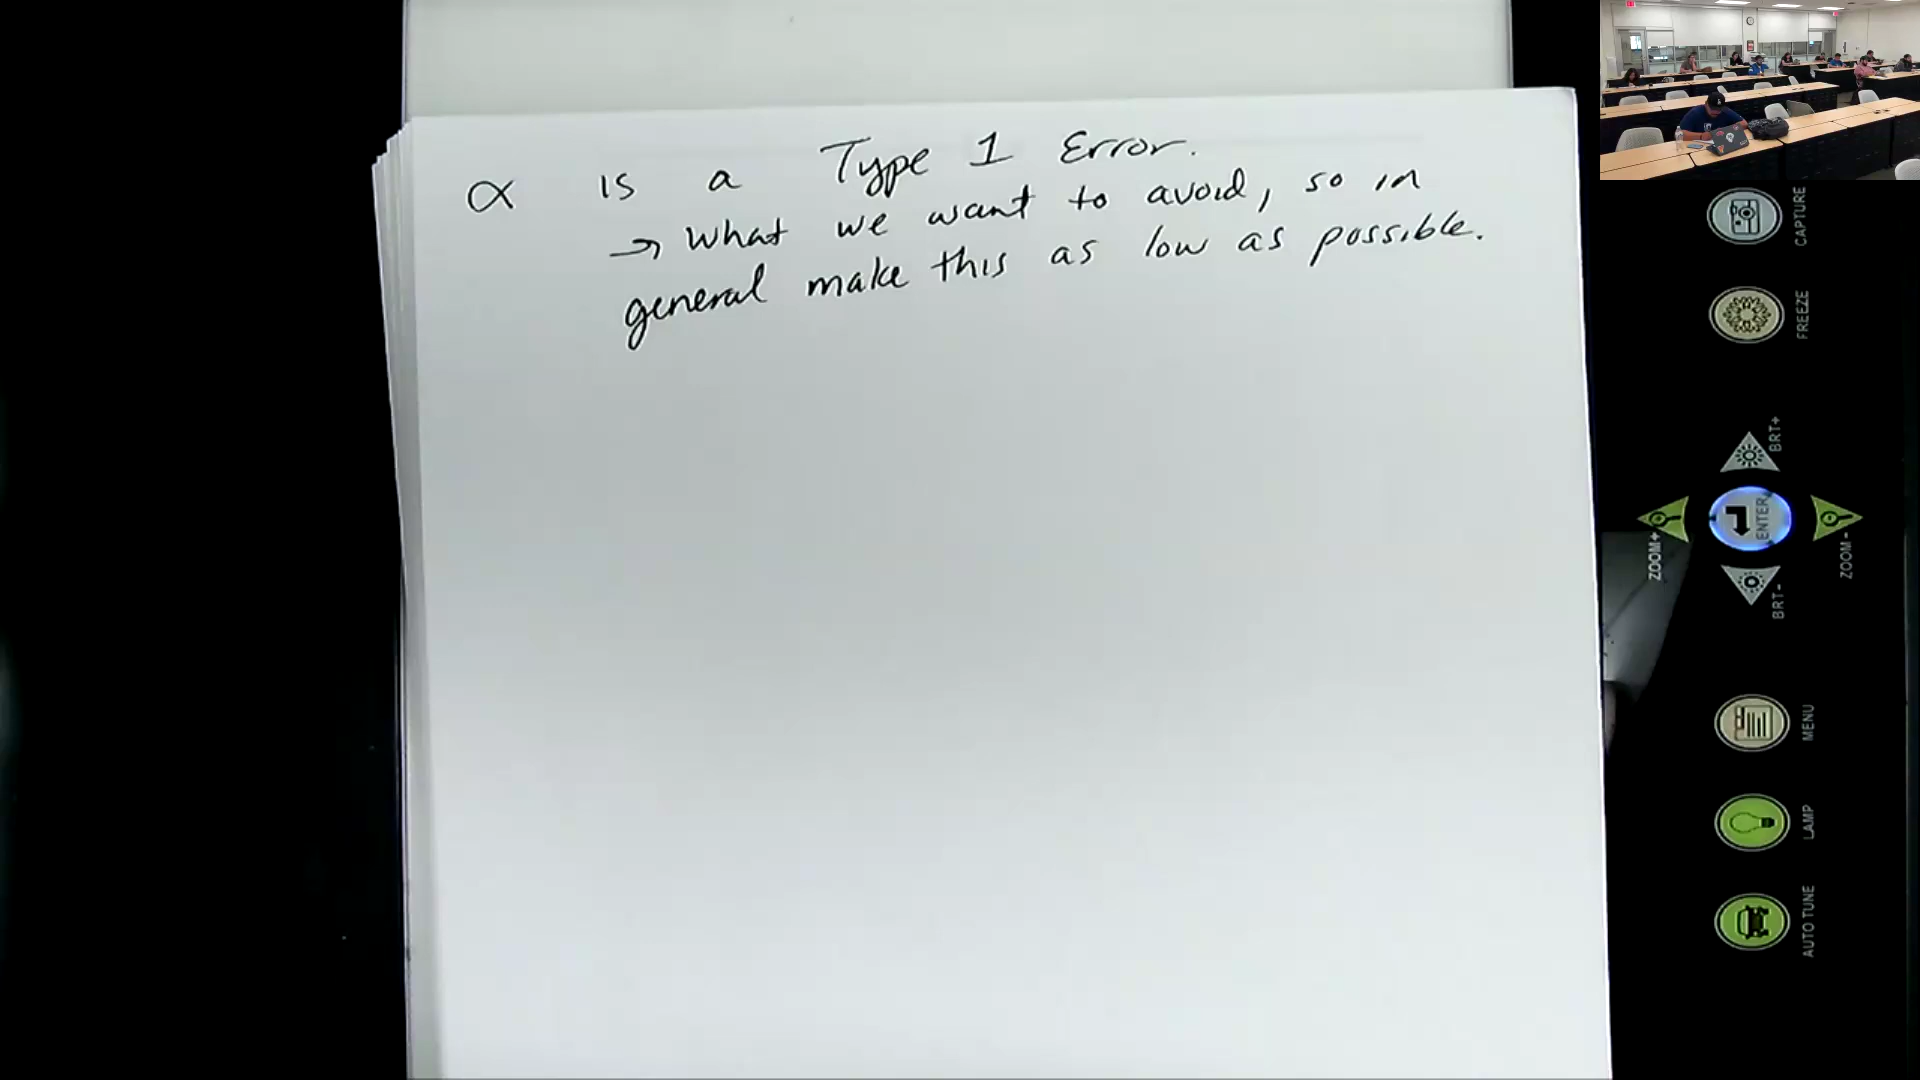 α is a Type 1 Error.
→ What we want to avoid, so in
general make this as low as possible.
CAPTURE
FREEZE
BRT+
ZOOM+
ENTER
ZOOM-
BRT-
MENU
LAMP
AUTO TUNE